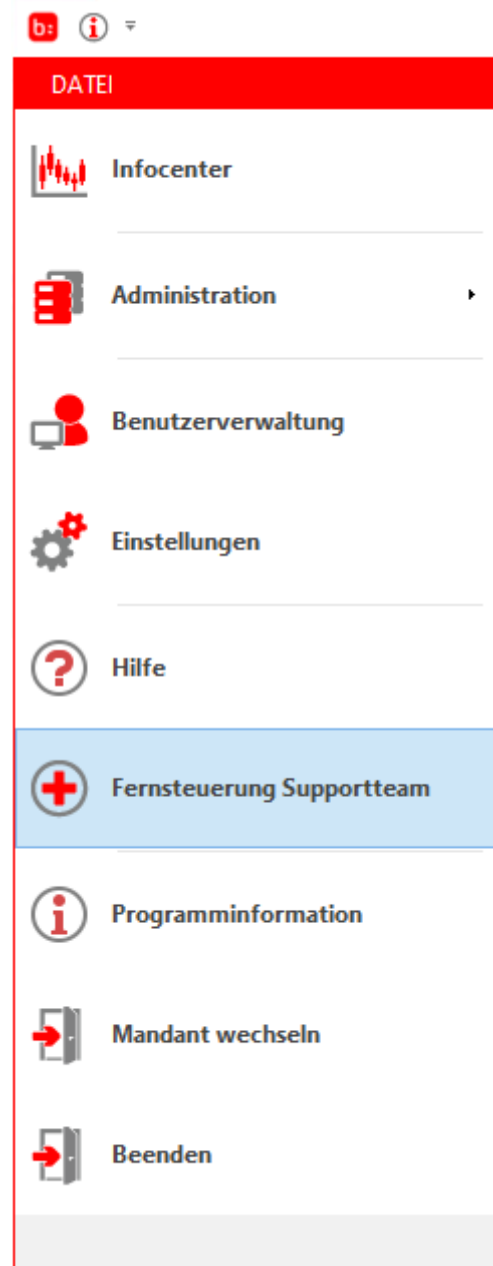 b:
DATEI
Infocenter
Administration
Benutzerverwaltung
Einstellungen
Hilfe
Fernsteuerung Supportteam
Programminformation
Mandant wechseln
Beenden